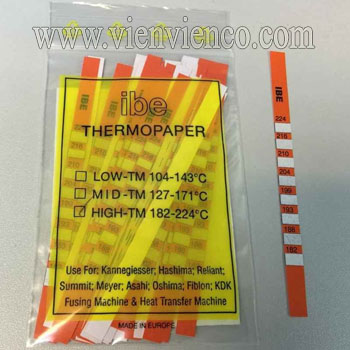 www.vienvienco.com
ibe
THERMOPAPER
LOW-TM 104-143°C
MID-TM 127-171°C
HIGH-TM 182-224°C
Use For: Kannegiesser; Hashima; Reliant;
Summit; Meyer; Asahi; Oshima; Fiblon; KDK
Fusing Machine & Heat Transfer Machine
MADE IN EUROPE
IBE
224
216
210
204
199
193
188
182